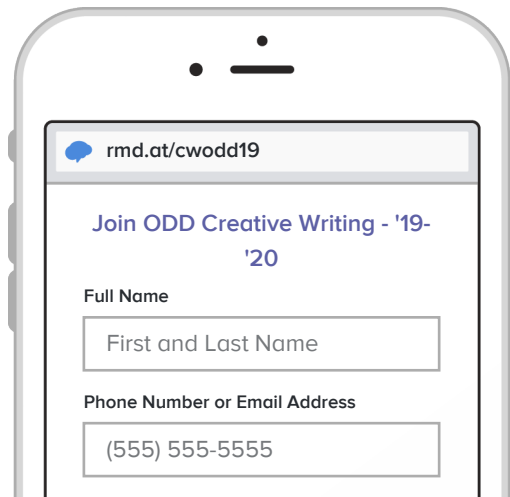 rmd.at/cwodd19
Join ODD Creative Writing - '19-
'20
Full Name
First and Last Name
Phone Number or Email Address
(555) 555-5555